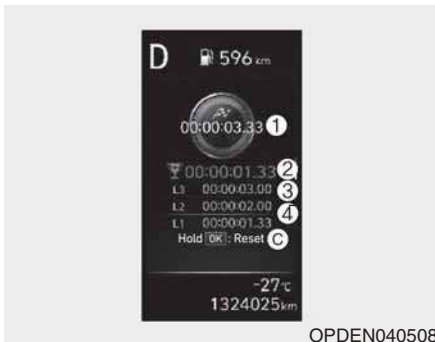 D 596 km
00:00:03.33 1
00:00:01.33 2
L3 00:00:03.00 3
L2 00:00:02.00 4
L1 00:00:01.33
Hold OK : Reset C
-27℃
1324025km
OPDEN040508